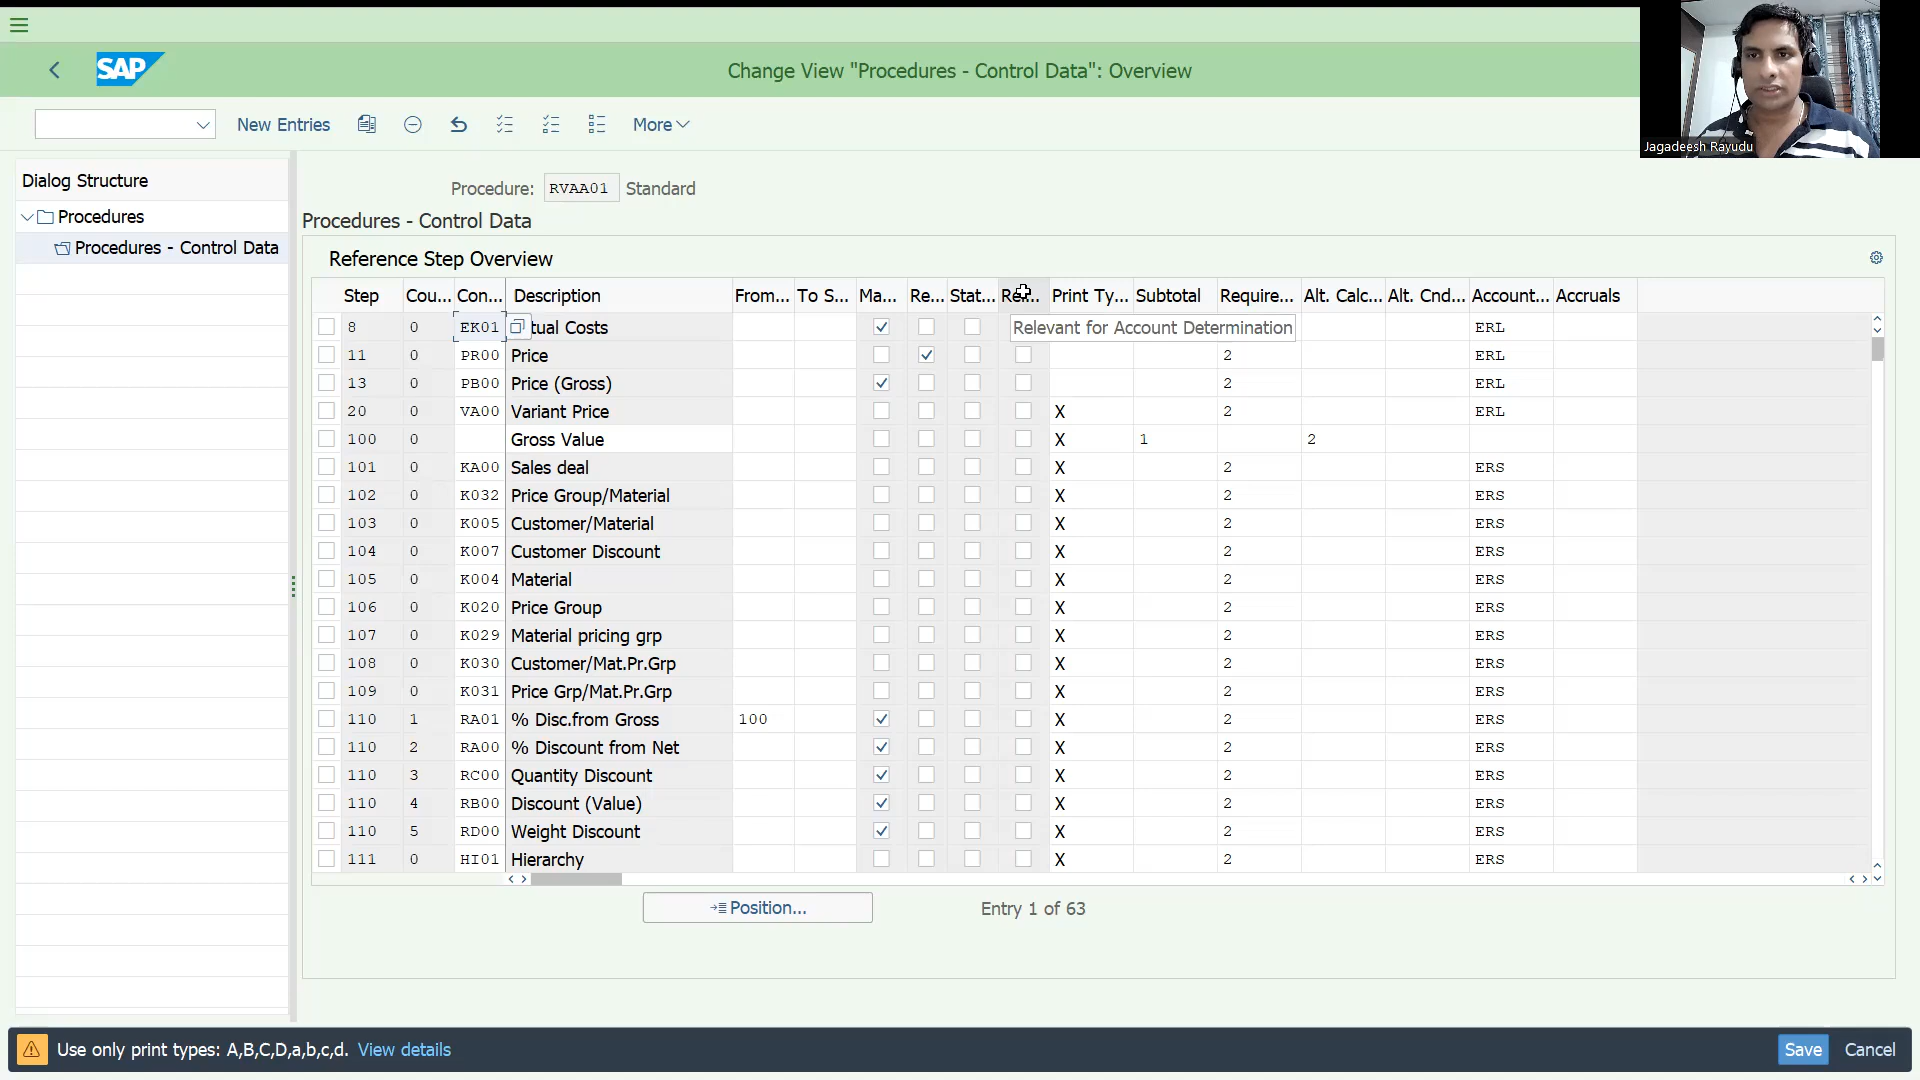 SAP
Change View "Procedures - Control Data": Overview
Jagadeesh Rayudu
New Entries More
Dialog Structure
Procedures
Procedures - Control Data
Procedure: RVAA01 Standard
Procedures - Control Data
Reference Step Overview
Step Cou... Con... Description From... To S... Ma... Re... Stat... Print Ty... Subtotal Require... Alt. Calc... Alt. Cnd... Account... Accruals
8 0 EK01 tual Costs ERL
Relevant for Account Determination
11 0 PR00 Price 2 ERL
13 0 PB00 Price (Gross) 2 ERL
20 0 VA00 Variant Price X 2 ERL
100 0 Gross Value X 1 2
101 0 KA00 Sales deal X 2 ERS
102 0 K032 Price Group/Material X 2 ERS
103 0 K005 Customer/Material X 2 ERS
104 0 K007 Customer Discount X 2 ERS
105 0 K004 Material X 2 ERS
106 0 K020 Price Group X 2 ERS
107 0 K029 Material pricing grp X 2 ERS
108 0 K030 Customer/Mat.Pr.Grp X 2 ERS
109 0 K031 Price Grp/Mat.Pr.Grp X 2 ERS
110 1 RA01 % Disc.from Gross 100 X 2 ERS
110 2 RA00 % Discount from Net X 2 ERS
110 3 RC00 Quantity Discount X 2 ERS
110 4 RB00 Discount (Value) X 2 ERS
110 5 RD00 Weight Discount X 2 ERS
111 0 HI01 Hierarchy X 2 ERS
Position... Entry 1 of 63
Use only print types: A,B,C,D,a,b,c,d. View details Save Cancel